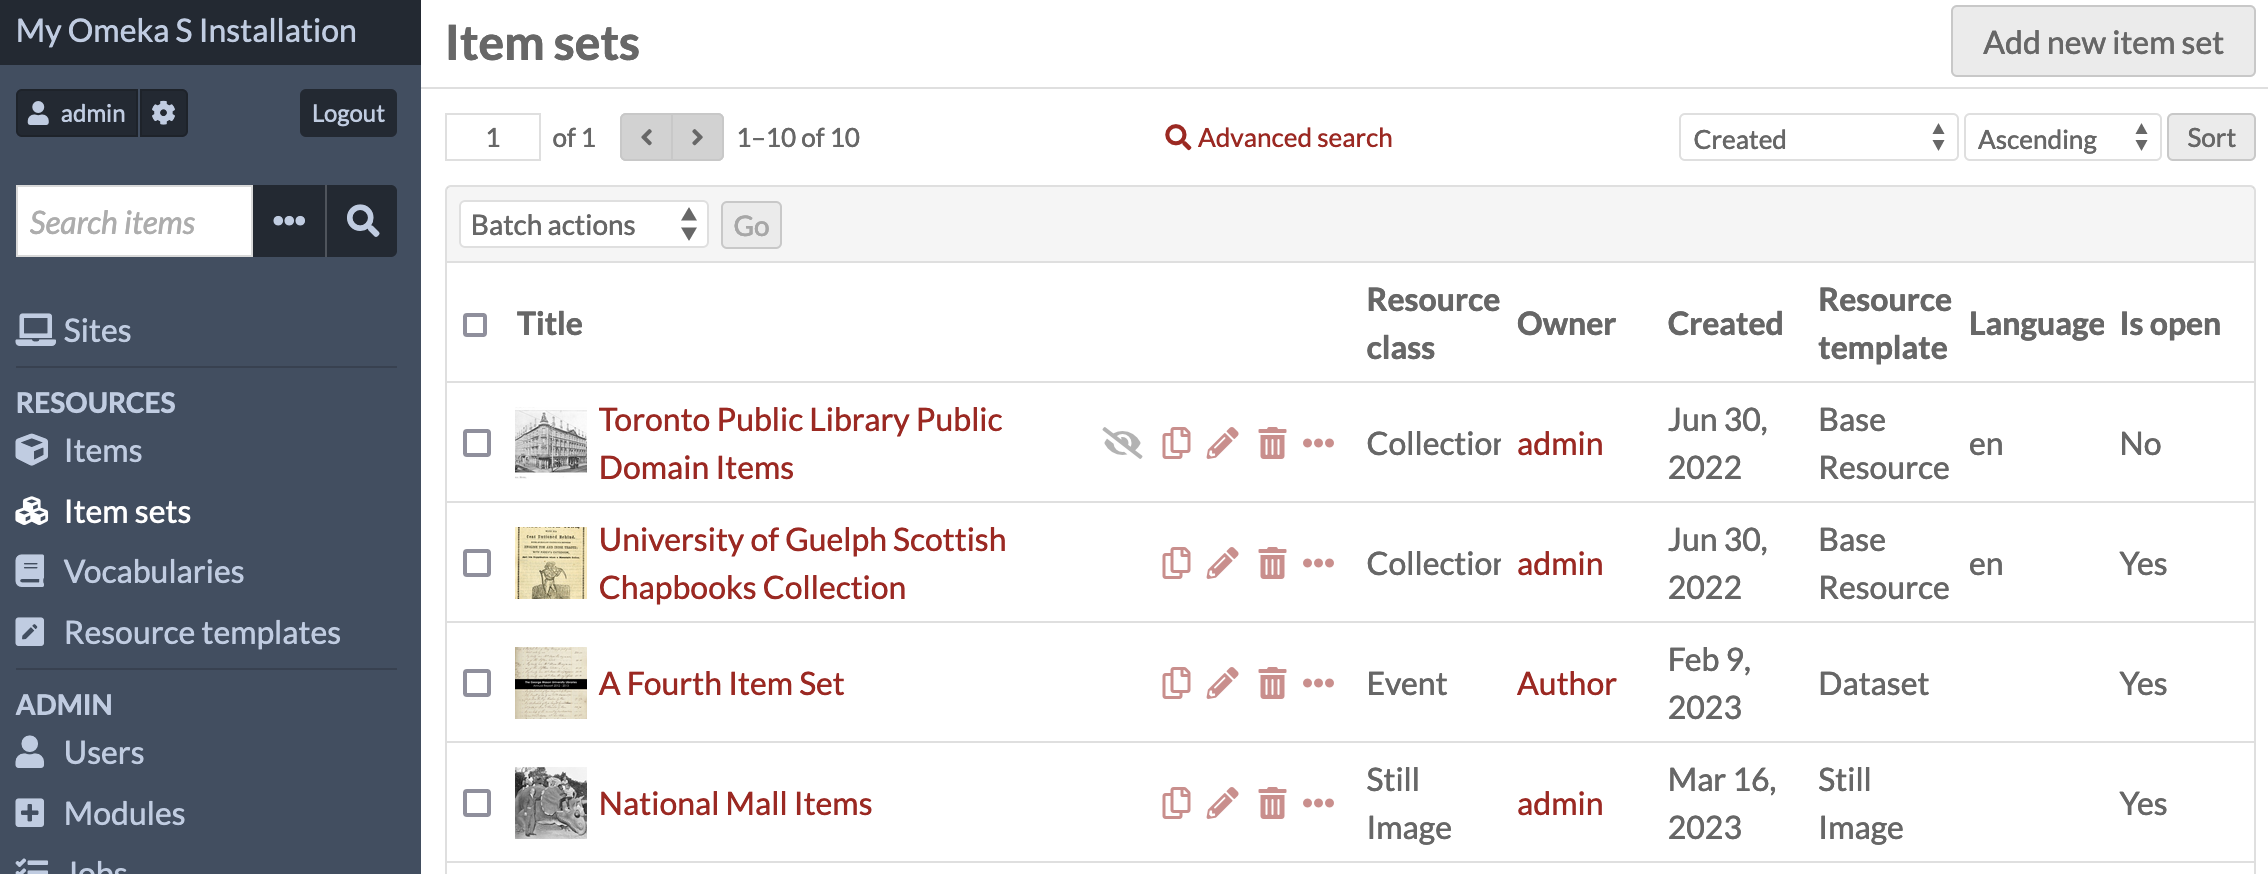 My Omeka S Installation
admin
Logout
Search items
Sites
RESOURCES
Items
Item sets
Vocabularies
Resource templates
ADMIN
Users
Modules
Jobs
Item sets
Add new item set
1 of 1
1–10 of 10
Advanced search
Created
Ascending
Sort
Batch actions
Go
Title
Resource class
Owner
Created
Resource template
Language
Is open
Toronto Public Library Public
Domain Items
Collection
admin
Jun 30,
2022
Base
Resource
en
No
University of Guelph Scottish
Chapbooks Collection
Collection
admin
Jun 30,
2022
Base
Resource
en
Yes
A Fourth Item Set
Event
Author
Feb 9,
2023
Dataset
Yes
National Mall Items
Still
Image
admin
Mar 16,
2023
Still
Image
Yes